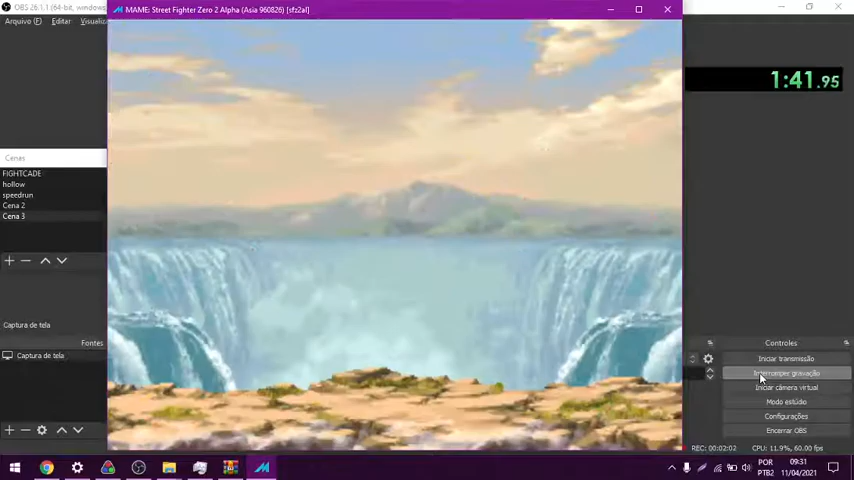 OBS 26.1.1 (64-bit, windows
MAME: Street Fighter Zero 2 Alpha (Asia 960826) [sfz2al]
Arquivo (F) Editar Visualiz
1:41.95
Cenas
FIGHTCADE
hollow
speedrun
Cena 2
Cena 3
Captura de tela
Fontes
Captura de tela
Controles
Iniciar transmissão
Interromper gravação
Iniciar câmera virtual
Modo estúdio
Configurações
Encerrar OBS
REC: 00:02:02 CPU: 11.9%, 60.00 fps
POR
PTB2
09:31
11/04/2021